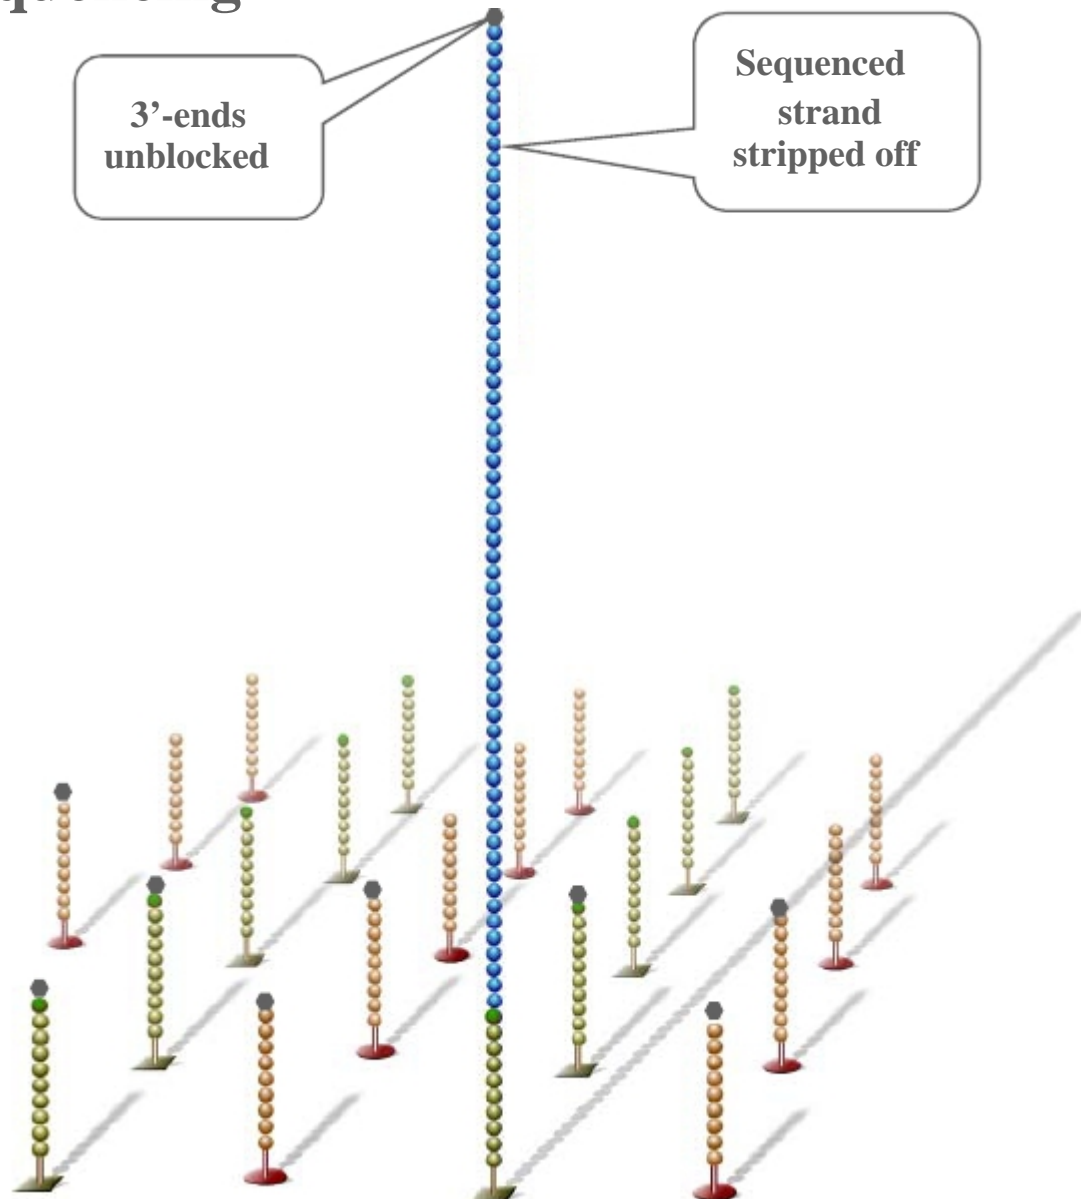 3’-ends
unblocked
Sequenced
strand
stripped off